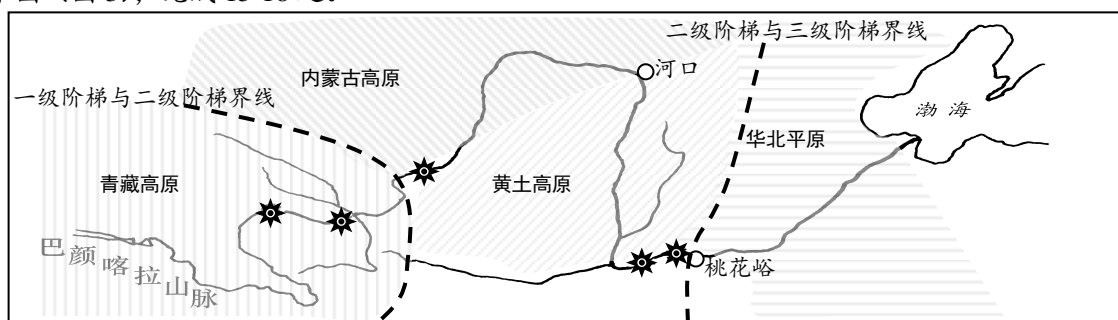 二级阶梯与三级阶梯界线
河口
内蒙古高原
一级阶梯与二级阶梯界线
渤海
华北平原
青藏高原
黄土高原
巴颜喀拉山脉
桃花峪